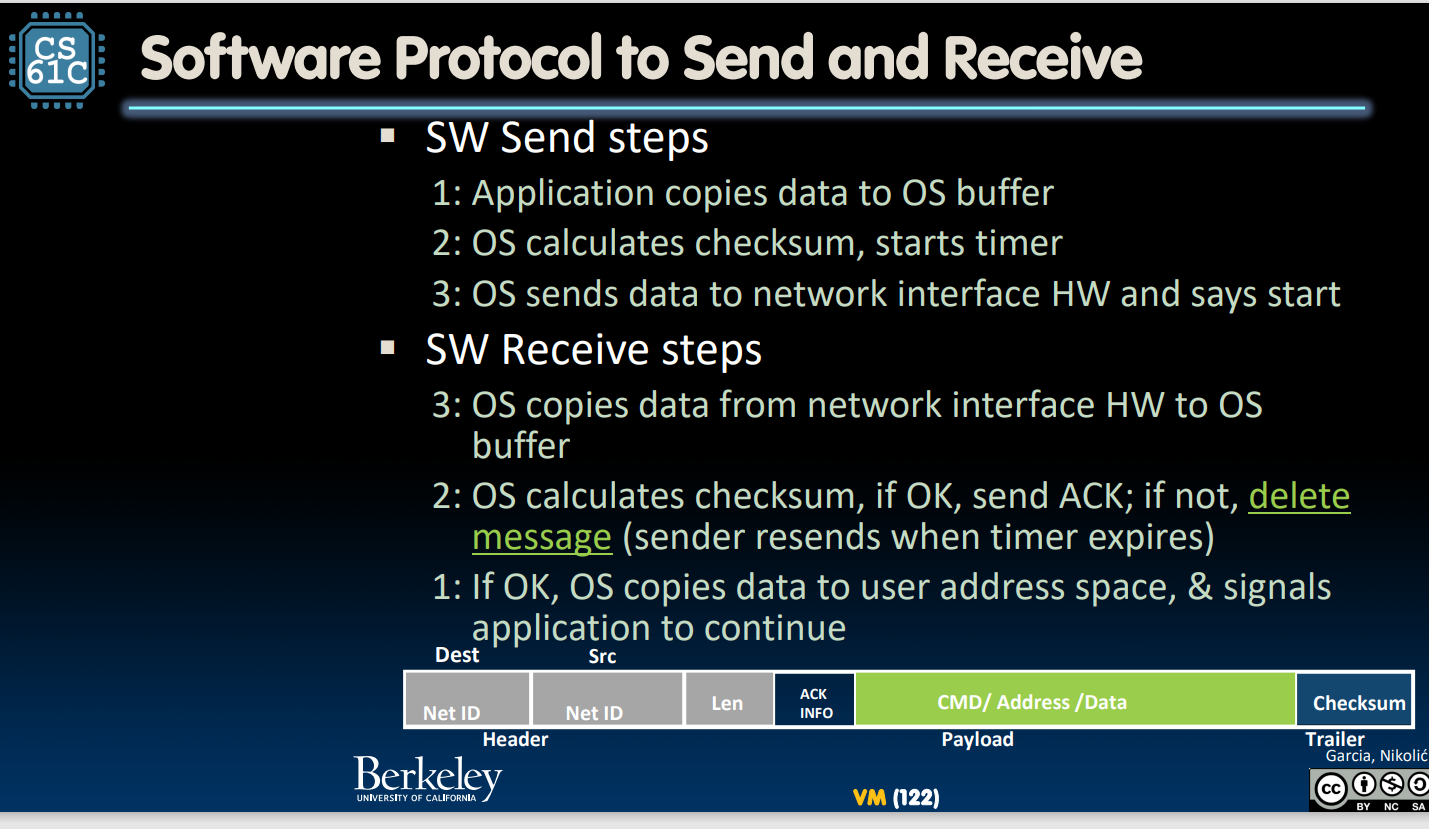 CS
61C
Software Protocol to Send and Receive
▪ SW Send steps
1: Application copies data to OS buffer
2: OS calculates checksum, starts timer
3: OS sends data to network interface HW and says start
▪ SW Receive steps
3: OS copies data from network interface HW to OS
buffer
2: OS calculates checksum, if OK, send ACK; if not, delete
message (sender resends when timer expires)
1: If OK, OS copies data to user address space, & signals
application to continue
Dest Src
Net ID Net ID Len ACK INFO CMD/ Address /Data Checksum
Header Payload Trailer
Garcia, Nikolić
Berkeley
UNIVERSITY OF CALIFORNIA
VM (122)
cc
BY NC SA